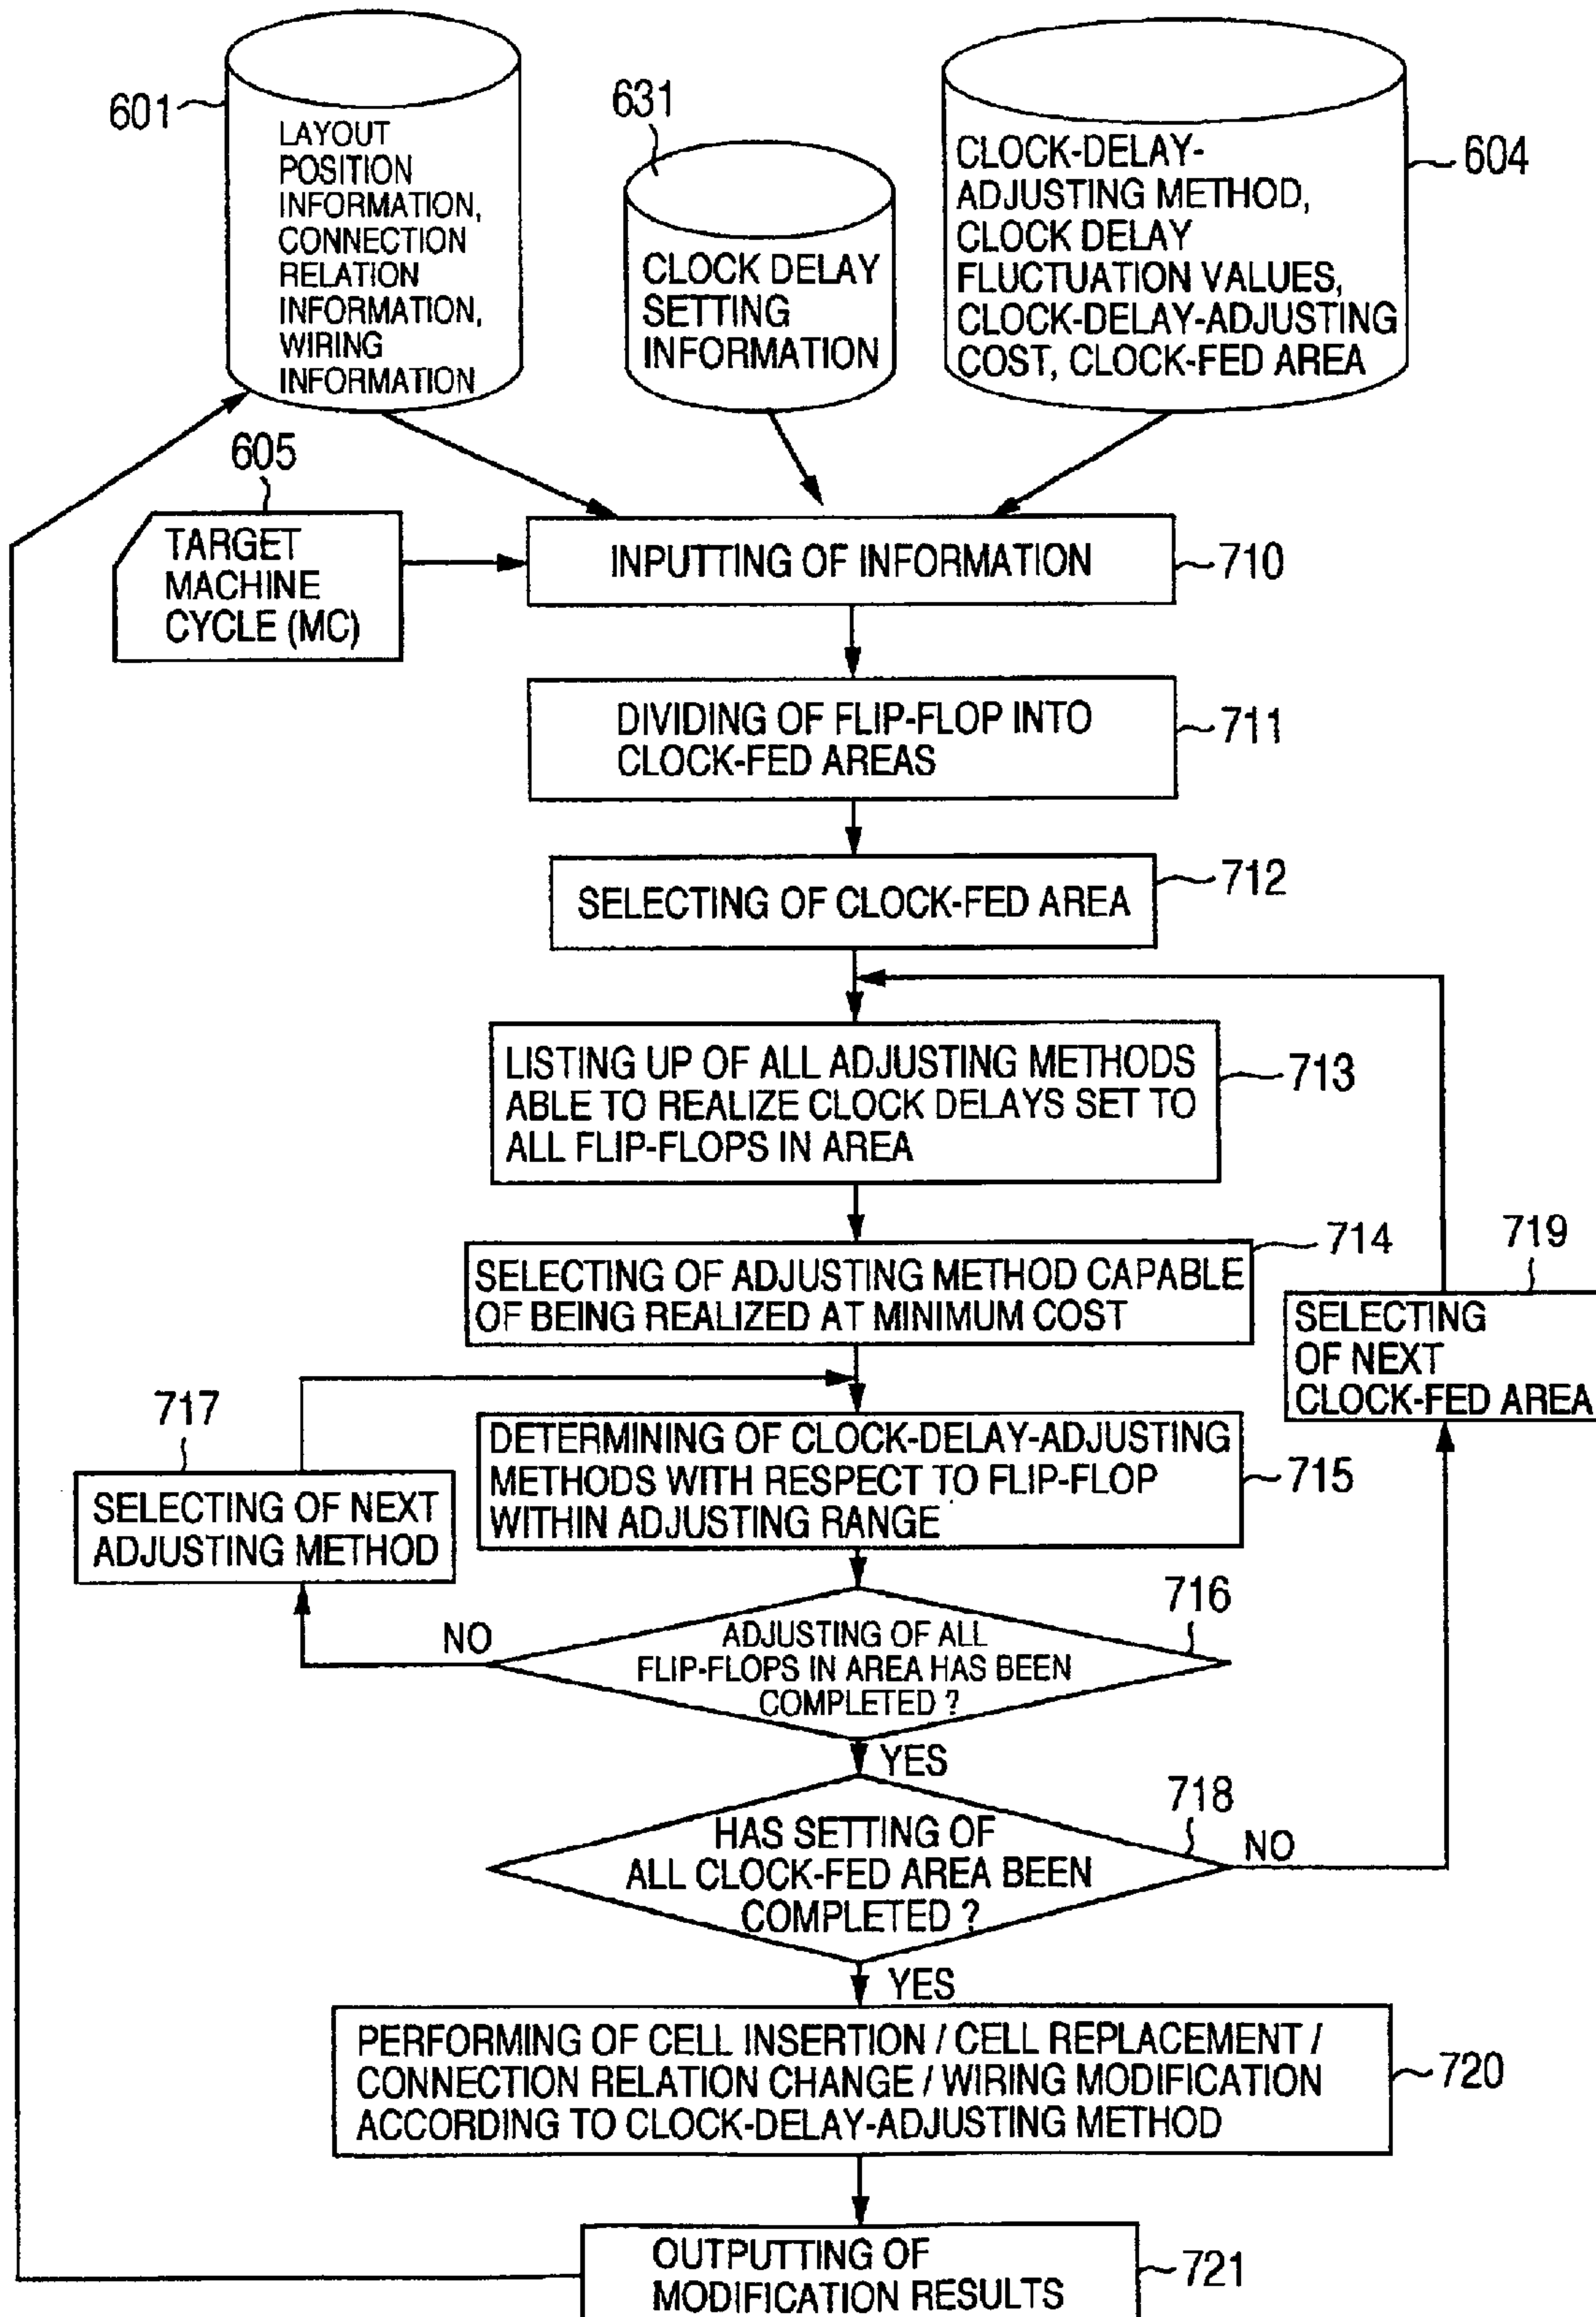 601
LAYOUT
POSITION
INFORMATION,
CONNECTION
RELATION
INFORMATION,
WIRING
INFORMATION
631
CLOCK DELAY
SETTING
INFORMATION
CLOCK-DELAY-
ADJUSTING METHOD,
CLOCK DELAY
FLUCTUATION VALUES,
CLOCK-DELAY-ADJUSTING
COST, CLOCK-FED AREA
604
605
TARGET
MACHINE
CYCLE (MC)
INPUTTING OF INFORMATION
710
DIVIDING OF FLIP-FLOP INTO
CLOCK-FED AREAS
711
SELECTING OF CLOCK-FED AREA
712
LISTING UP OF ALL ADJUSTING METHODS
ABLE TO REALIZE CLOCK DELAYS SET TO
ALL FLIP-FLOPS IN AREA
713
SELECTING OF ADJUSTING METHOD CAPABLE
OF BEING REALIZED AT MINIMUM COST
714
719
SELECTING
OF NEXT
CLOCK-FED AREA
717
SELECTING OF NEXT
ADJUSTING METHOD
DETERMINING OF CLOCK-DELAY-ADJUSTING
METHODS WITH RESPECT TO FLIP-FLOP
WITHIN ADJUSTING RANGE
715
716
NO
ADJUSTING OF ALL
FLIP-FLOPS IN AREA HAS BEEN
COMPLETED ?
YES
718
HAS SETTING OF
ALL CLOCK-FED AREA BEEN
COMPLETED ?
NO
YES
PERFORMING OF CELL INSERTION / CELL REPLACEMENT /
CONNECTION RELATION CHANGE / WIRING MODIFICATION
ACCORDING TO CLOCK-DELAY-ADJUSTING METHOD
720
OUTPUTTING OF
MODIFICATION RESULTS
721